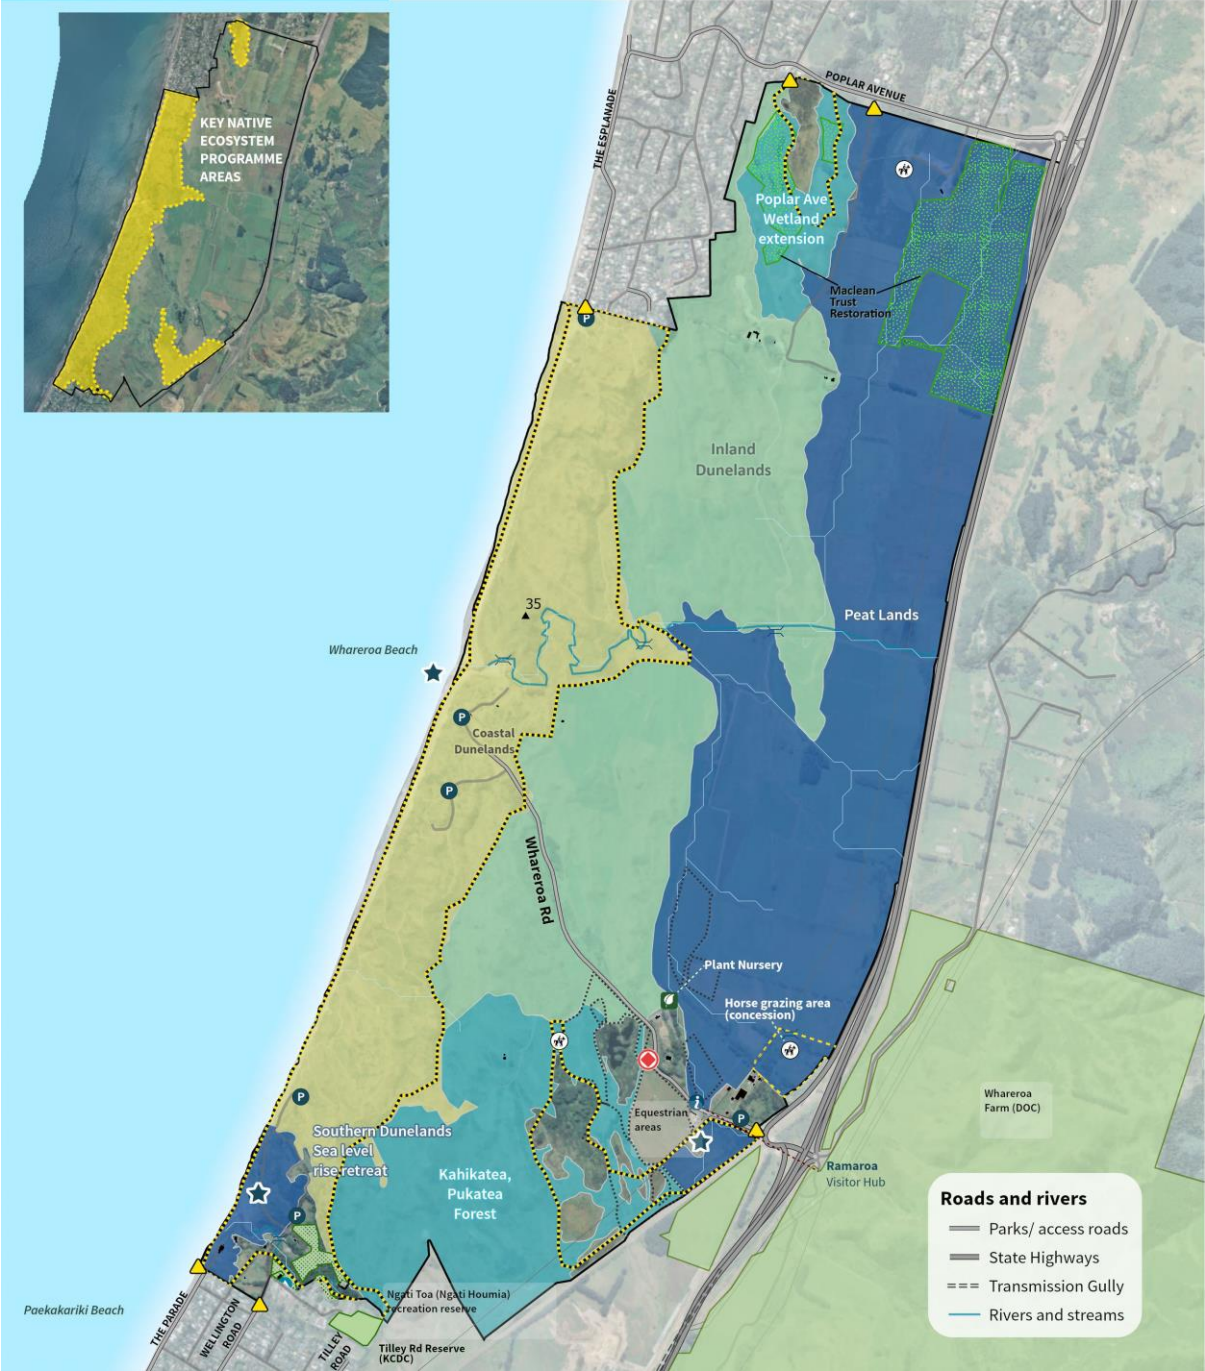 KEY NATIVE
ECOSYSTEM
PROGRAMME
AREAS
POPLAR AVENUE
THE ESPLANADE
Poplar Ave
Wetland
extension
Maclean
Trust
Restoration
P
Inland
Dunelands
35
Peat Lands
Whareroa Beach
P
Coastal
Dunelands
P
Whareroa Rd
Plant Nursery
Horse grazing area
(concession)
Whareroa
Farm (DOC)
P
i
Equestrian
areas
P
Southern Dunelands
Sea level
rise retreat
Kahikatea,
Pukatea
Forest
Ramaroa
Visitor Hub
P
Roads and rivers
Parks/ access roads
State Highways
Transmission Gully
Rivers and streams
Ngati Toa (Ngati Houmia)
recreation reserve
Paekakariki Beach
THE PARADE
WELLINGTON
ROAD
TILLEY
ROAD
Tilley Rd Reserve
(KCDC)